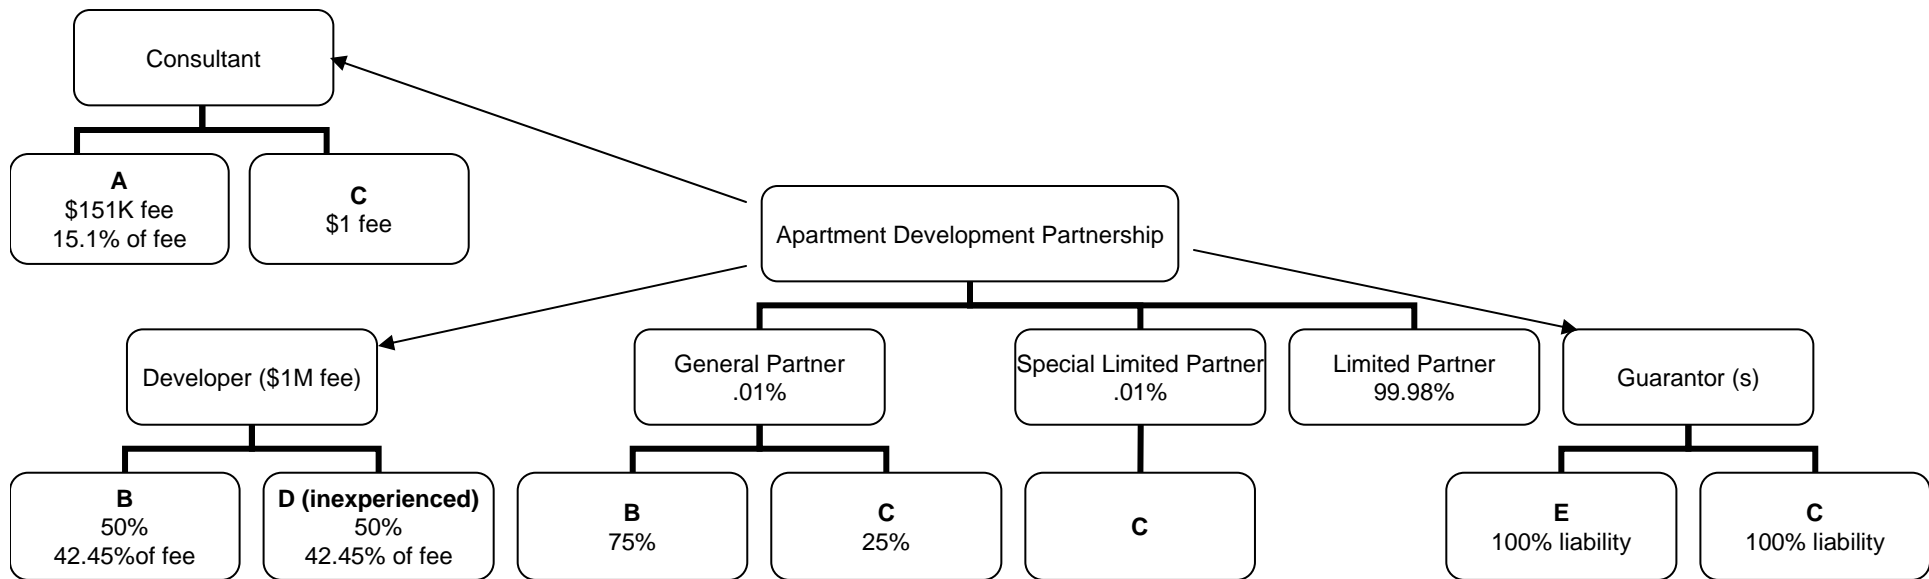 Consultant
A
$151K fee
15.1% of fee
C
$1 fee
Apartment Development Partnership
Developer ($1M fee)
General Partner
.01%
Special Limited Partner
.01%
Limited Partner
99.98%
Guarantor (s)
B
50%
42.45%of fee
D (inexperienced)
50%
42.45% of fee
B
75%
C
25%
C
E
100% liability
C
100% liability